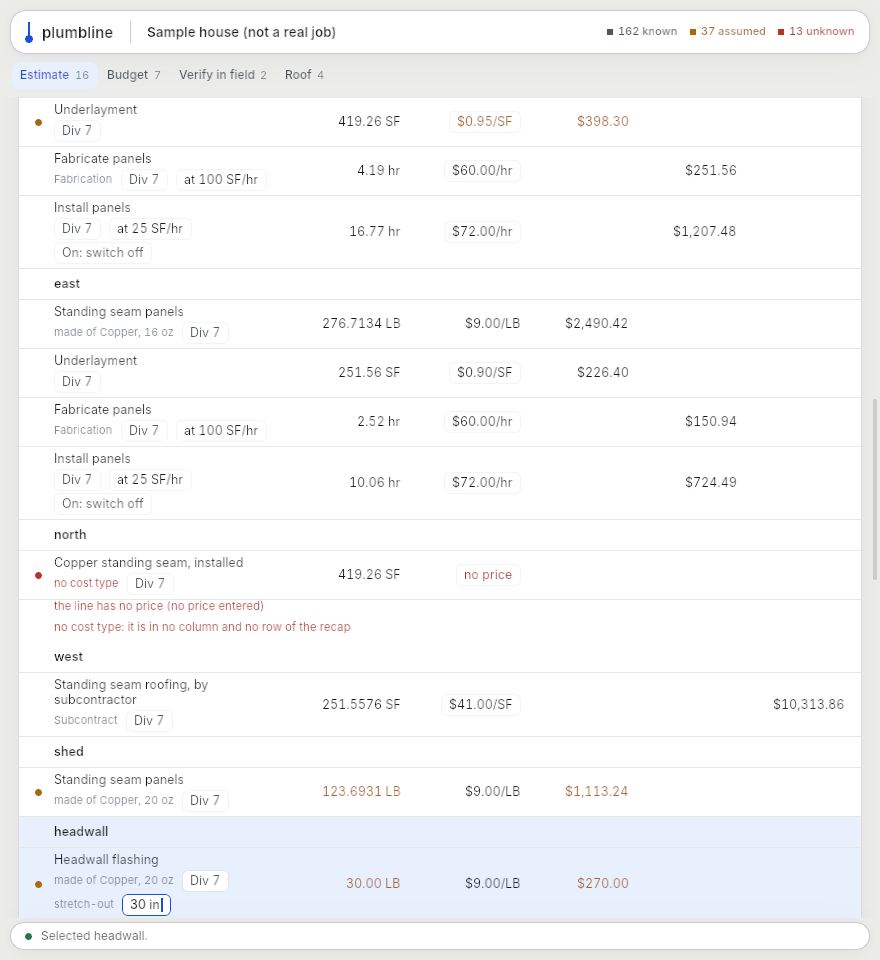 plumbline
Sample house (not a real job)
162 known
37 assumed
13 unknown
Estimate 16
Budget 7
Verify in field 2
Roof 4
Underlayment
Div 7
419.26 SF
$0.95/SF
$398.30
Fabricate panels
Fabrication
Div 7
at 100 SF/hr
4.19 hr
$60.00/hr
$251.56
Install panels
Div 7
at 25 SF/hr
On: switch off
16.77 hr
$72.00/hr
$1,207.48
east
Standing seam panels
made of Copper, 16 oz
Div 7
276.7134 LB
$9.00/LB
$2,490.42
Underlayment
Div 7
251.56 SF
$0.90/SF
$226.40
Fabricate panels
Fabrication
Div 7
at 100 SF/hr
2.52 hr
$60.00/hr
$150.94
Install panels
Div 7
at 25 SF/hr
On: switch off
10.06 hr
$72.00/hr
$724.49
north
Copper standing seam, installed
no cost type
Div 7
419.26 SF
no price
the line has no price (no price entered)
no cost type: it is in no column and no row of the recap
west
Standing seam roofing, by
subcontractor
Subcontract
Div 7
251.5576 SF
$41.00/SF
$10,313.86
shed
Standing seam panels
made of Copper, 20 oz
Div 7
123.6931 LB
$9.00/LB
$1,113.24
headwall
Headwall flashing
made of Copper, 20 oz
Div 7
stretch-out
30 in
30.00 LB
$9.00/LB
$270.00
Selected headwall.